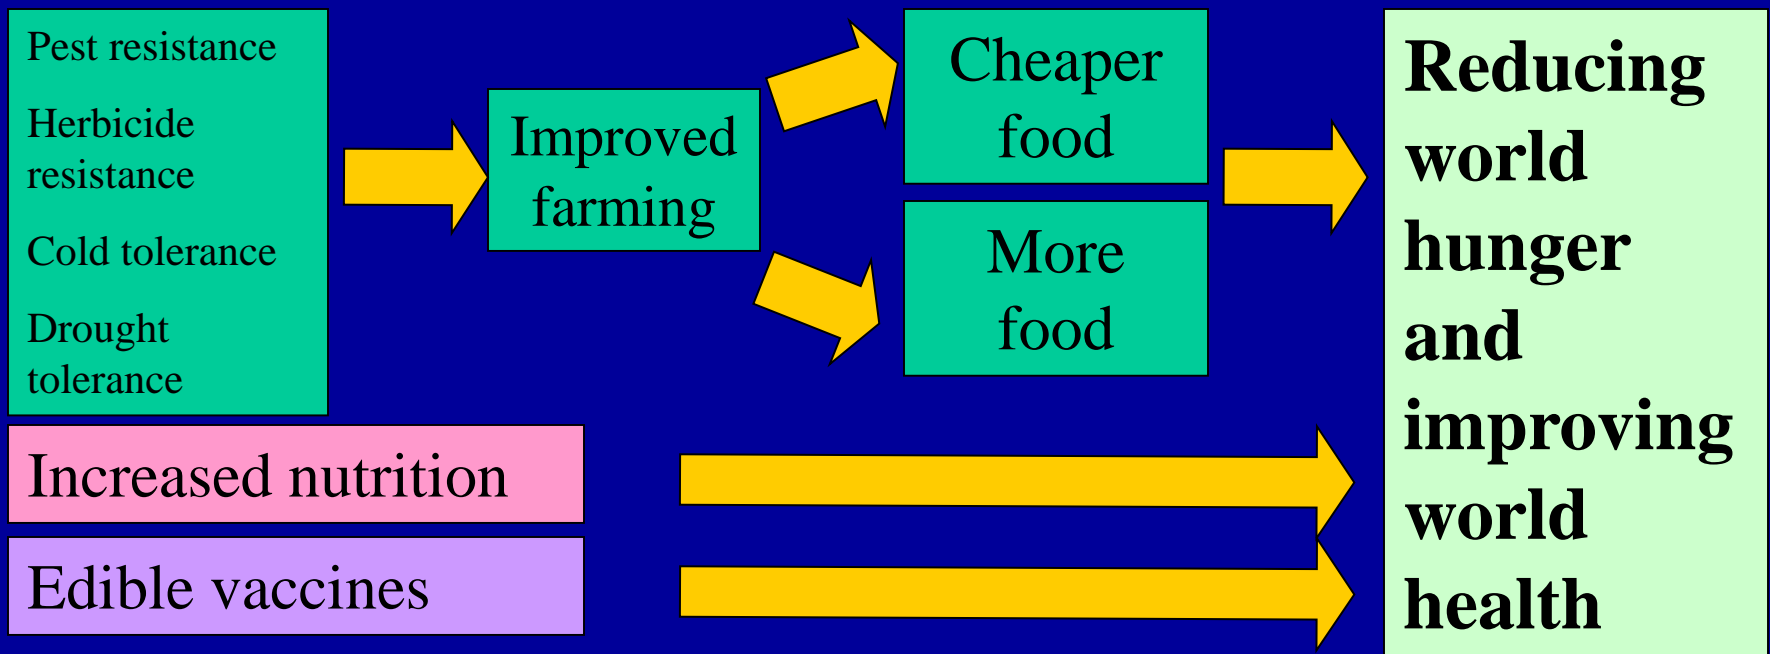 Pest resistance
Herbicide
resistance
Cold tolerance
Drought
tolerance
Improved
farming
Cheaper
food
More
food
Increased nutrition
Edible vaccines
Reducing
world
hunger
and
improving
world
health